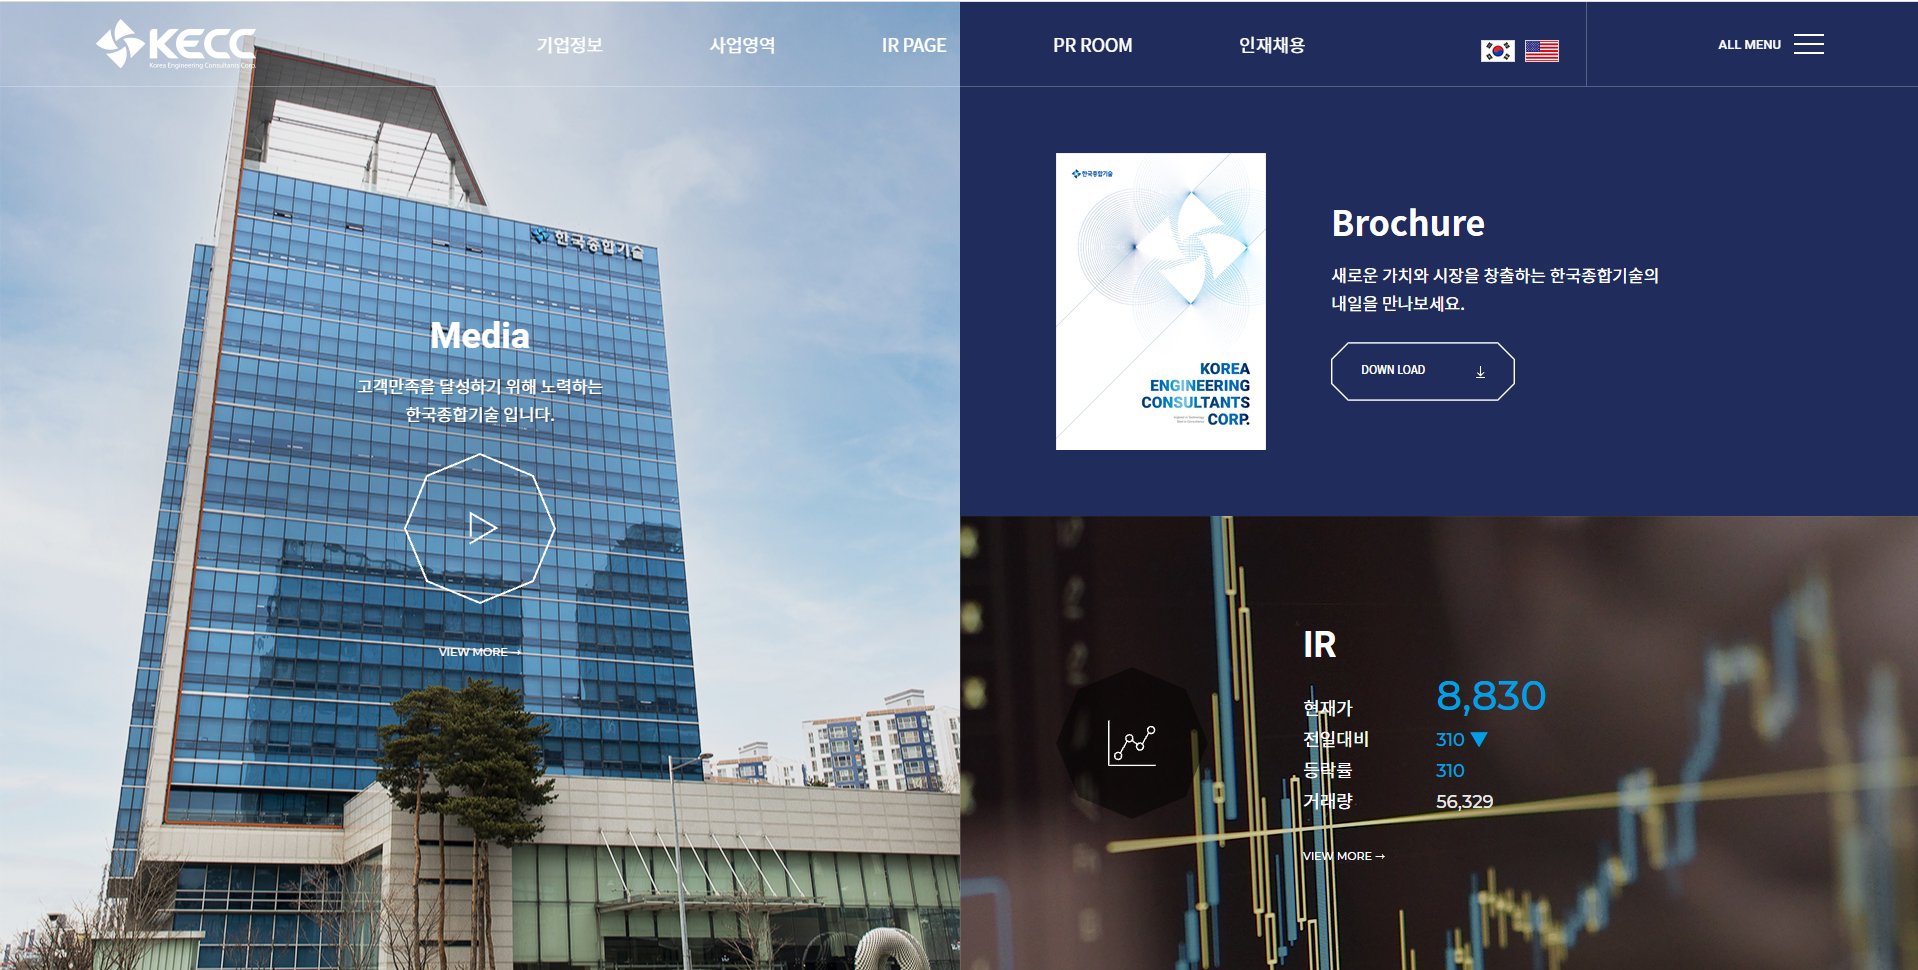 KECC
Korea Engineering Consultants Corp.
기업정보
사업영역
IR PAGE
PR ROOM
인재채용
ALL MENU
한국종합기술
Media
고객만족을 달성하기 위해 노력하는
한국종합기술 입니다.
VIEW MORE →
한국종합기술
KOREA
ENGINEERING
CONSULTANTS
CORP.
Brochure
새로운 가치와 시장을 창출하는 한국종합기술의
내일을 만나보세요.
DOWN LOAD
IR
현재가 8,830
전일대비 310 ▼
등락률 310
거래량 56,329
VIEW MORE →